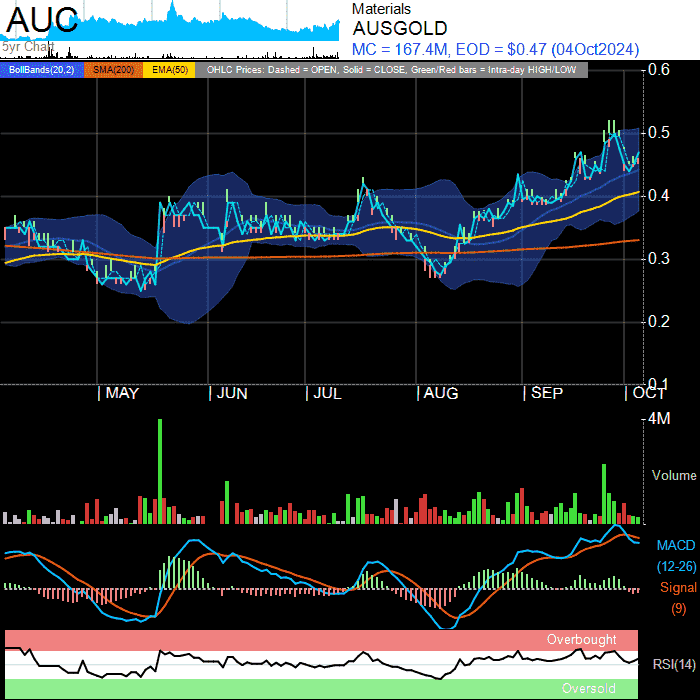 AUC
5yr Chart
Materials
AUSGOLD
MC = 167.4M, EOD = $0.47 (04Oct2024)
BollBands(20,2) SMA(200) EMA(50) OHLC Prices: Dashed = OPEN, Solid = CLOSE, Green/Red bars = Intra-day HIGH/LOW
0.6
0.5
0.4
0.3
0.2
0.1
MAY JUN JUL AUG SEP OCT
4M
Volume
MACD
(12-26)
Signal
(9)
Overbought
RSI(14)
Oversold